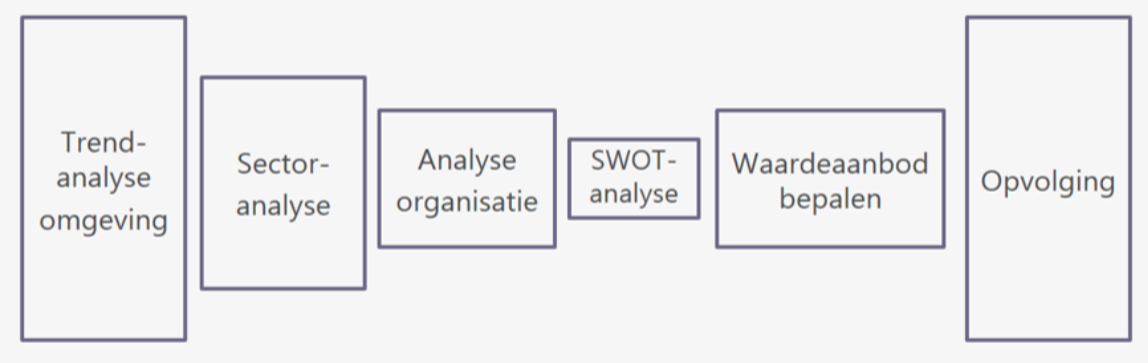 Trend-
analyse
omgeving
Sector-
analyse
Analyse
organisatie
SWOT-
analyse
Waardeaanbod
bepalen
Opvolging